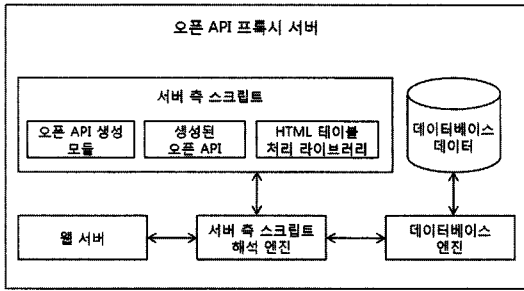 오픈 API 프록시 서버
서버 측 스크립트
오픈 API 생성
모듈
생성된
오픈 API
HTML 테이블
처리 라이브러리
데이터베이스
데이터
웹 서버
서버 측 스크립트
해석 엔진
데이터베이스
엔진